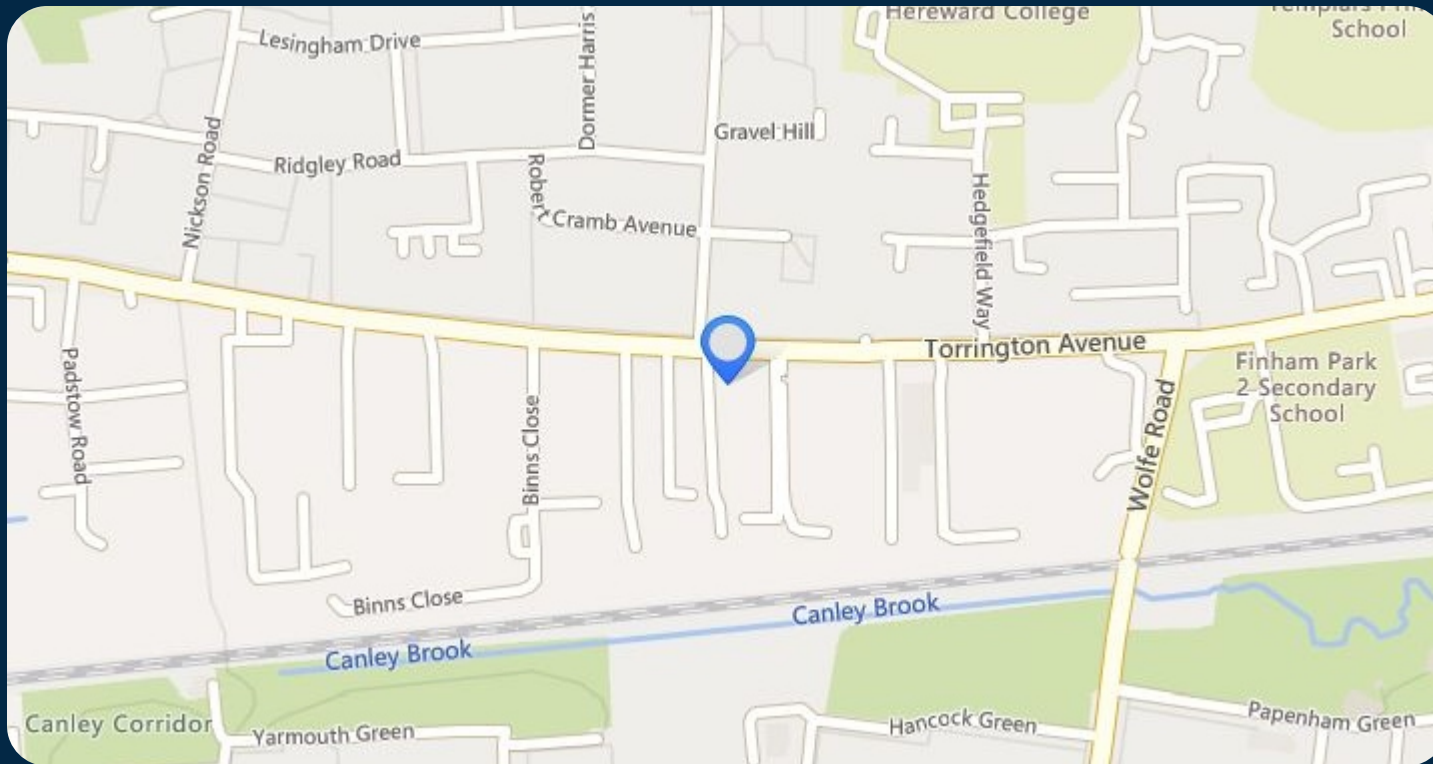 Hereward College
School
Lesingham Drive
Dormer Harris
Gravel Hill
Nickson Road
Ridgley Road
Robert
Cramb Avenue
Hedgefield Way
Torrington Avenue
Padstow Road
Binns Close
Wolfe Road
Finham Park
2 Secondary
School
Binns Close
Canley Brook
Canley Brook
Canley Corridor
Yarmouth Green
Hancock Green
Papenham Green